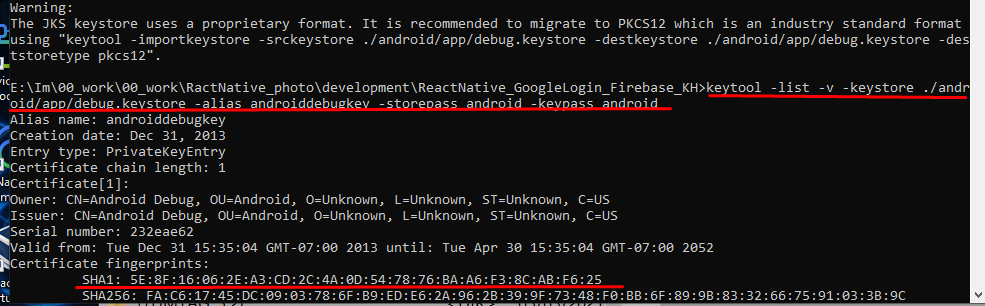 Warning:
The JKS keystore uses a proprietary format. It is recommended to migrate to PKCS12 which is an industry standard format
using "keytool -importkeystore -srckeystore ./android/app/debug.keystore -destkeystore ./android/app/debug.keystore -des
tstoretype pkcs12".
E:\Im\00_work\00_work\RactNative_photo\development\ReactNative_GoogleLogin_Firebase_KH>keytool -list -v -keystore ./andr
oid/app/debug.keystore -alias androiddebugkey -storepass android -keypass android
Alias name: androiddebugkey
Creation date: Dec 31, 2013
Entry type: PrivateKeyEntry
Certificate chain length: 1
Certificate[1]:
Owner: CN=Android Debug, OU=Android, O=Unknown, L=Unknown, ST=Unknown, C=US
Issuer: CN=Android Debug, OU=Android, O=Unknown, L=Unknown, ST=Unknown, C=US
Serial number: 232eae62
Valid from: Tue Dec 31 15:35:04 GMT-07:00 2013 until: Tue Apr 30 15:35:04 GMT-07:00 2052
Certificate fingerprints:
SHA1: 5E:8F:16:06:2E:A3:CD:2C:4A:0D:54:78:76:BA:A6:F3:8C:AB:F6:25
SHA256: FA:C6:17:45:DC:09:03:78:6F:B9:ED:E6:2A:96:2B:39:9F:73:48:F0:BB:6F:89:9B:83:32:66:75:91:03:3B:9C